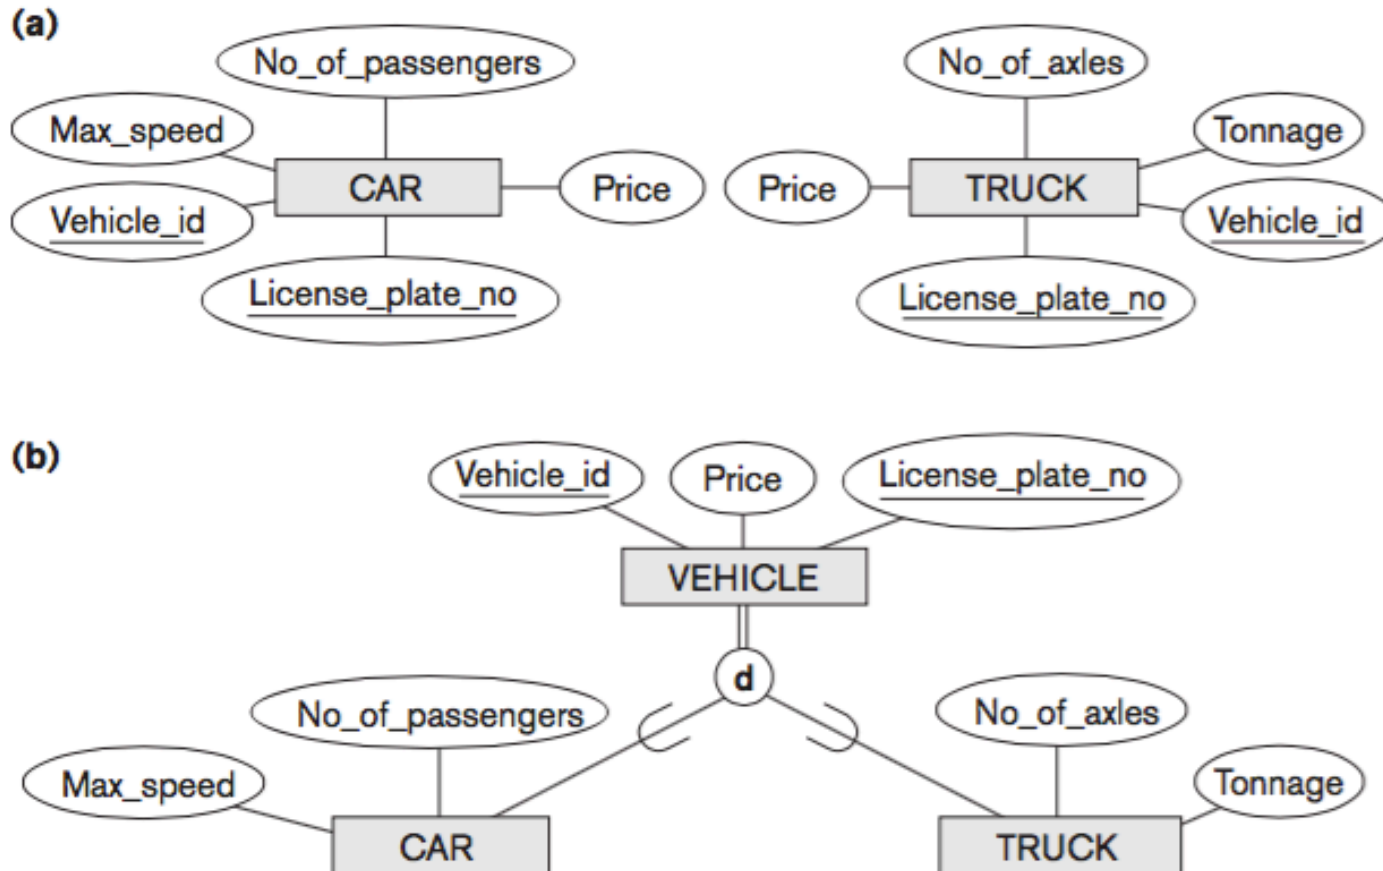 (a)
No_of_passengers
No_of_axles
Max_speed
Tonnage
CAR
Price
Price
TRUCK
Vehicle_id
Vehicle_id
License_plate_no
License_plate_no
(b)
Vehicle_id
Price
License_plate_no
VEHICLE
d
No_of_passengers
No_of_axles
Max_speed
Tonnage
CAR
TRUCK